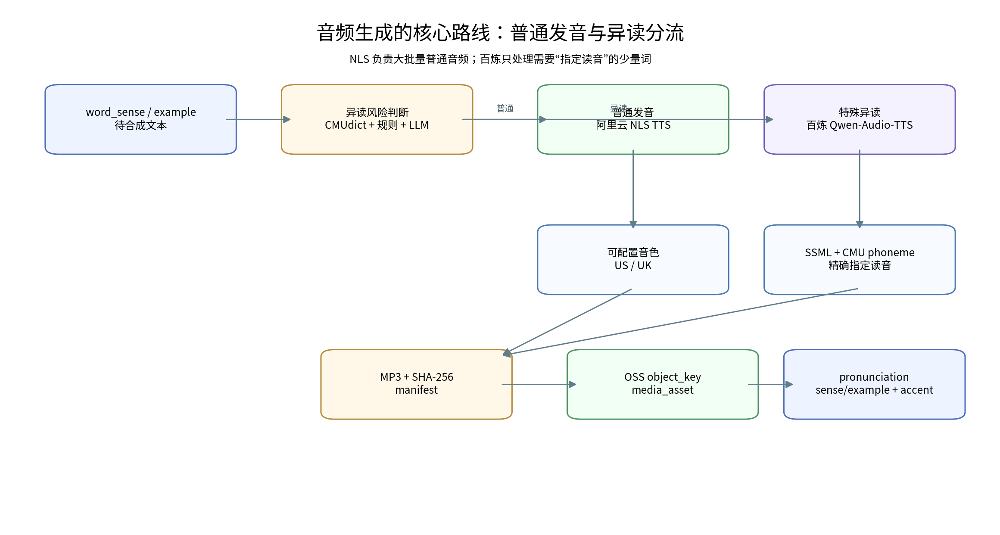 音频生成的核心路线：普通发音与异读分流
NLS 负责大批量普通音频；百炼只处理需要“指定读音”的少量词
word_sense / example
待合成文本
异读风险判断
CMUdict + 规则 + LLM
普通
异读
普通发音
阿里云 NLS TTS
特殊异读
百炼 Qwen-Audio-TTS
可配置音色
US / UK
SSML + CMU phoneme
精确指定读音
MP3 + SHA-256
manifest
OSS object_key
media_asset
pronunciation
sense/example + accent